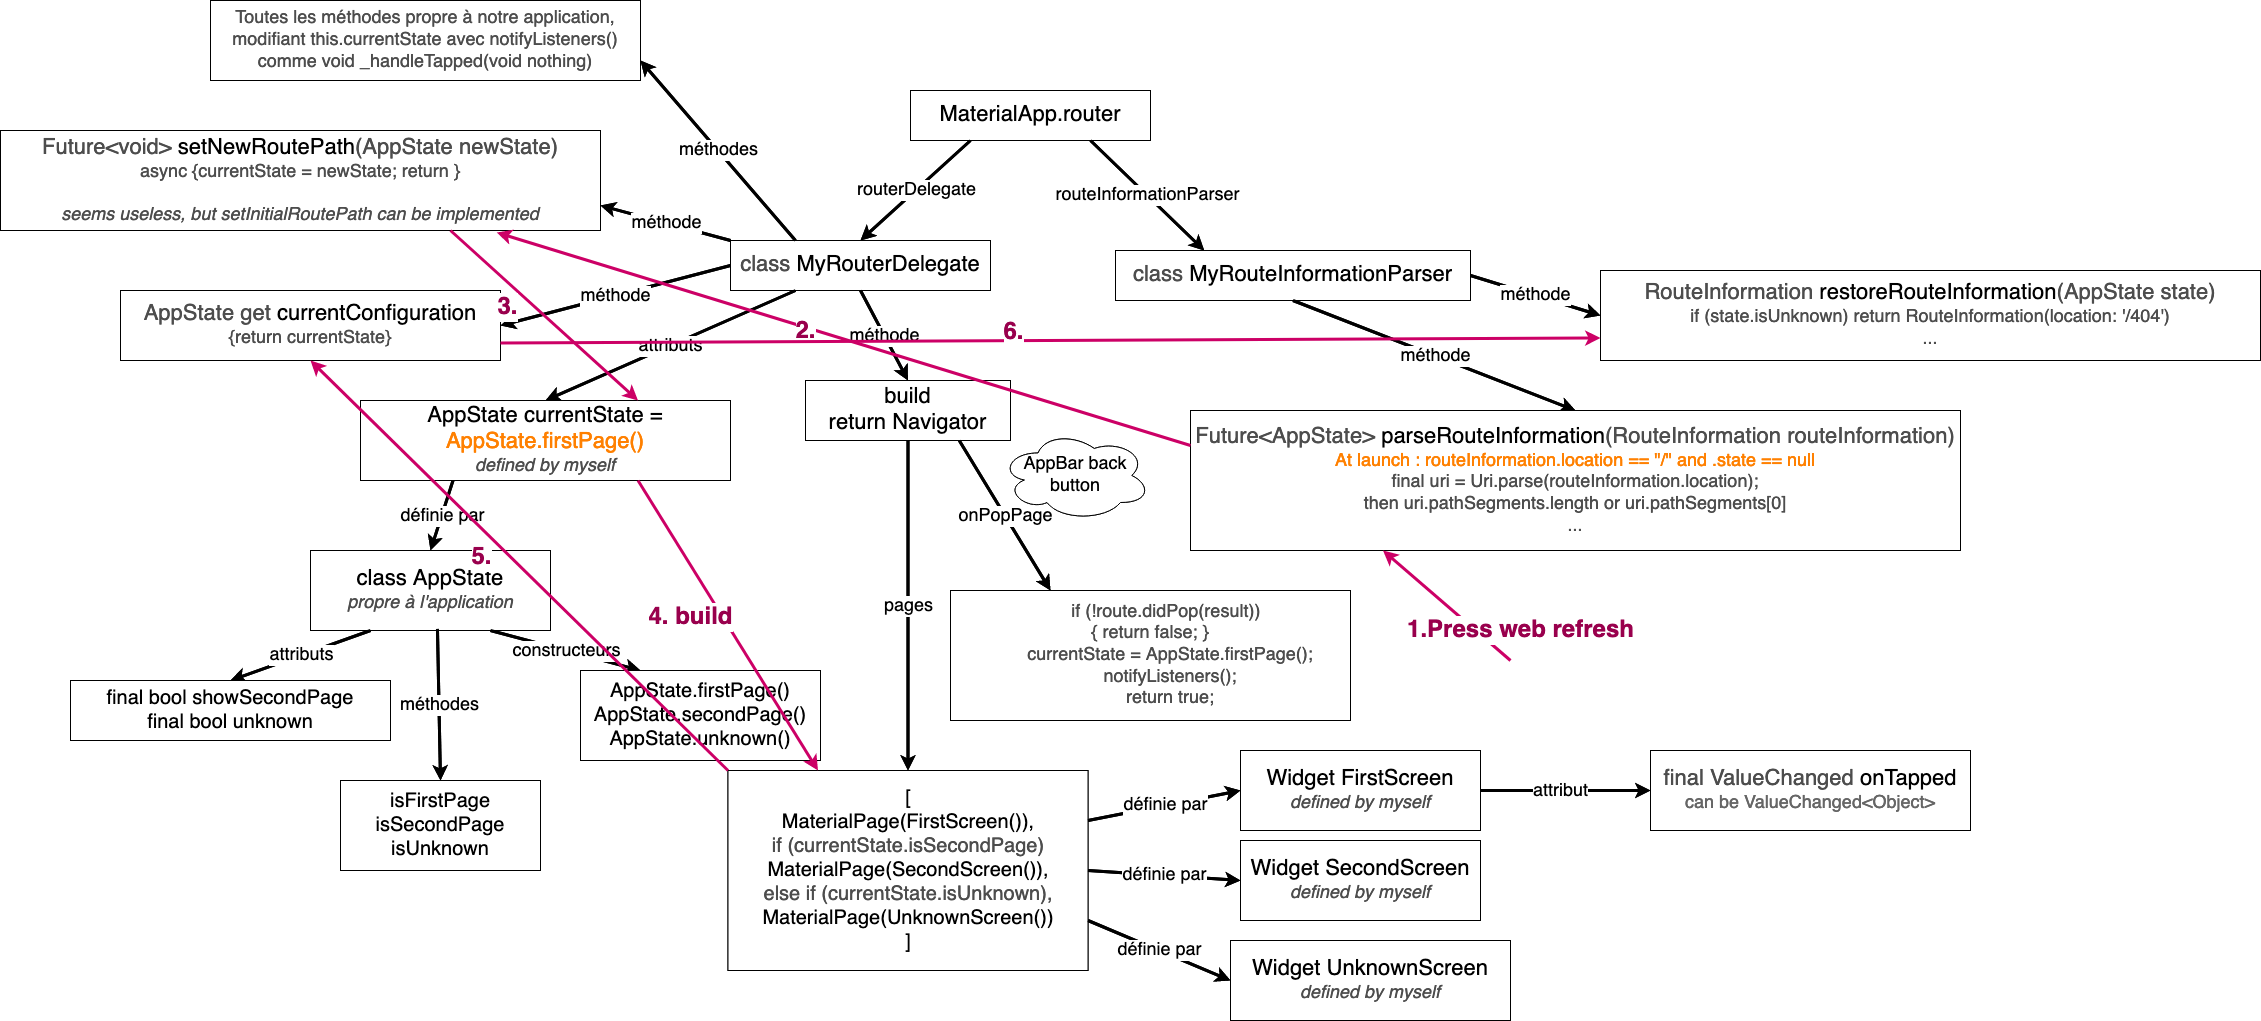 Toutes les méthodes propre à notre application,
modifiant this.currentState avec notifyListeners()
comme void _handleTapped(void nothing)
MaterialApp.router
méthodes
Future<void> setNewRoutePath(AppState newState)
async {currentState = newState; return }
seems useless, but setInitialRoutePath can be implemented
routerDelegate
routeInformationParser
méthode
class MyRouterDelegate
class MyRouteInformationParser
méthode
RouteInformation restoreRouteInformation(AppState state)
if (state.isUnknown) return RouteInformation(location: '/404')
...
méthode
AppState get currentConfiguration
{return currentState}
3.
2.
6.
attributs
méthode
méthode
AppState currentState =
AppState.firstPage()
defined by myself
build
return Navigator
Future<AppState> parseRouteInformation(RouteInformation routeInformation)
At launch : routeInformation.location == "/" and .state == null
final uri = Uri.parse(routeInformation.location);
then uri.pathSegments.length or uri.pathSegments[0]
...
AppBar back
button
définie par
onPopPage
5.
class AppState
propre à l'application
4. build
pages
if (!route.didPop(result))
{ return false; }
currentState = AppState.firstPage();
notifyListeners();
return true;
1.Press web refresh
attributs
constructeurs
final bool showSecondPage
final bool unknown
méthodes
AppState.firstPage()
AppState.secondPage()
AppState.unknown()
isFirstPage
isSecondPage
isUnknown
[
MaterialPage(FirstScreen()),
if (currentState.isSecondPage)
MaterialPage(SecondScreen()),
else if (currentState.isUnknown),
MaterialPage(UnknownScreen())
]
définie par
Widget FirstScreen
defined by myself
attribut
final ValueChanged onTapped
can be ValueChanged<Object>
définie par
Widget SecondScreen
defined by myself
définie par
Widget UnknownScreen
defined by myself